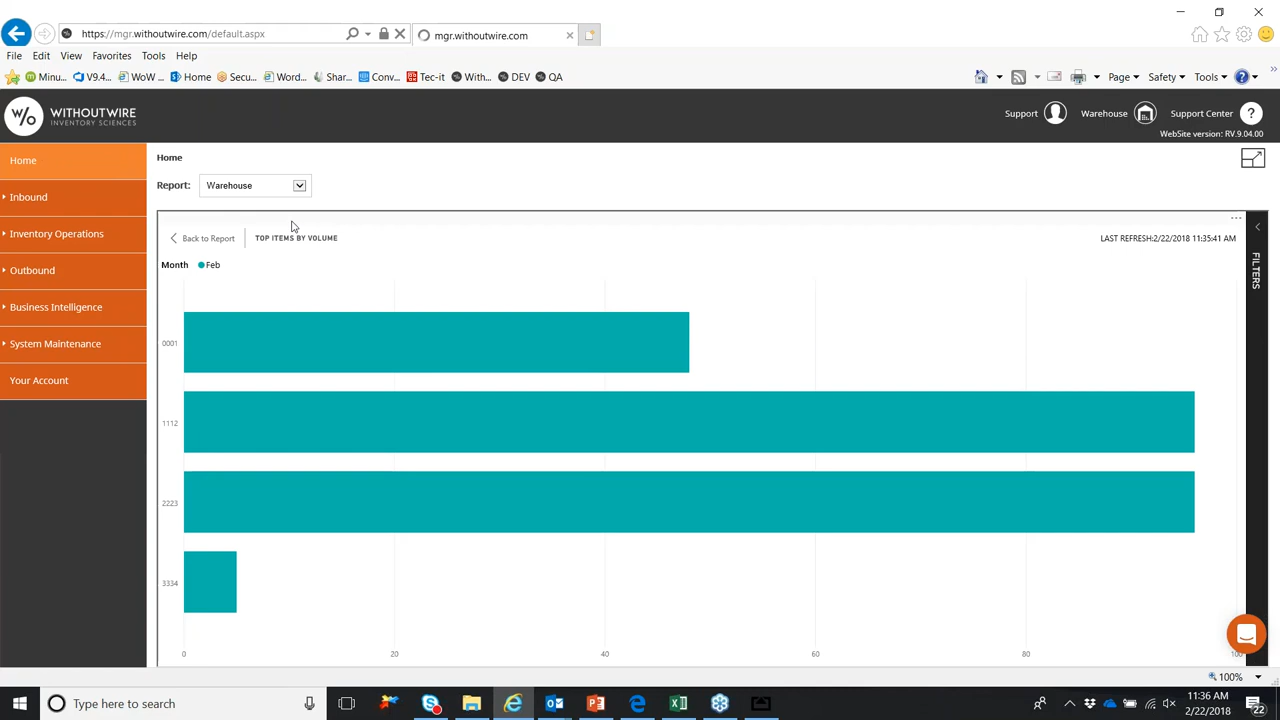 https://mgr.withoutwire.com/default.aspx
mgr.withoutwire.com
File Edit View Favorites Tools Help
Minu... V9.4... WoW ... Home Secu... Word... Shar... Conv... Tec-it With... DEV QA
Page Safety Tools
w/o WITHOUTWIRE
INVENTORY SCIENCES
Support Warehouse Support Center ?
WebSite version: RV.9.04.00
Home
Inbound
Inventory Operations
Outbound
Business Intelligence
System Maintenance
Your Account
Home
Report: Warehouse
Back to Report TOP ITEMS BY VOLUME LAST REFRESH:2/22/2018 11:35:41 AM
FILTERS
Month Feb
0001
1112
2223
3334
0 20 40 60 80 100
100%
Type here to search
11:36 AM
2/22/2018
22